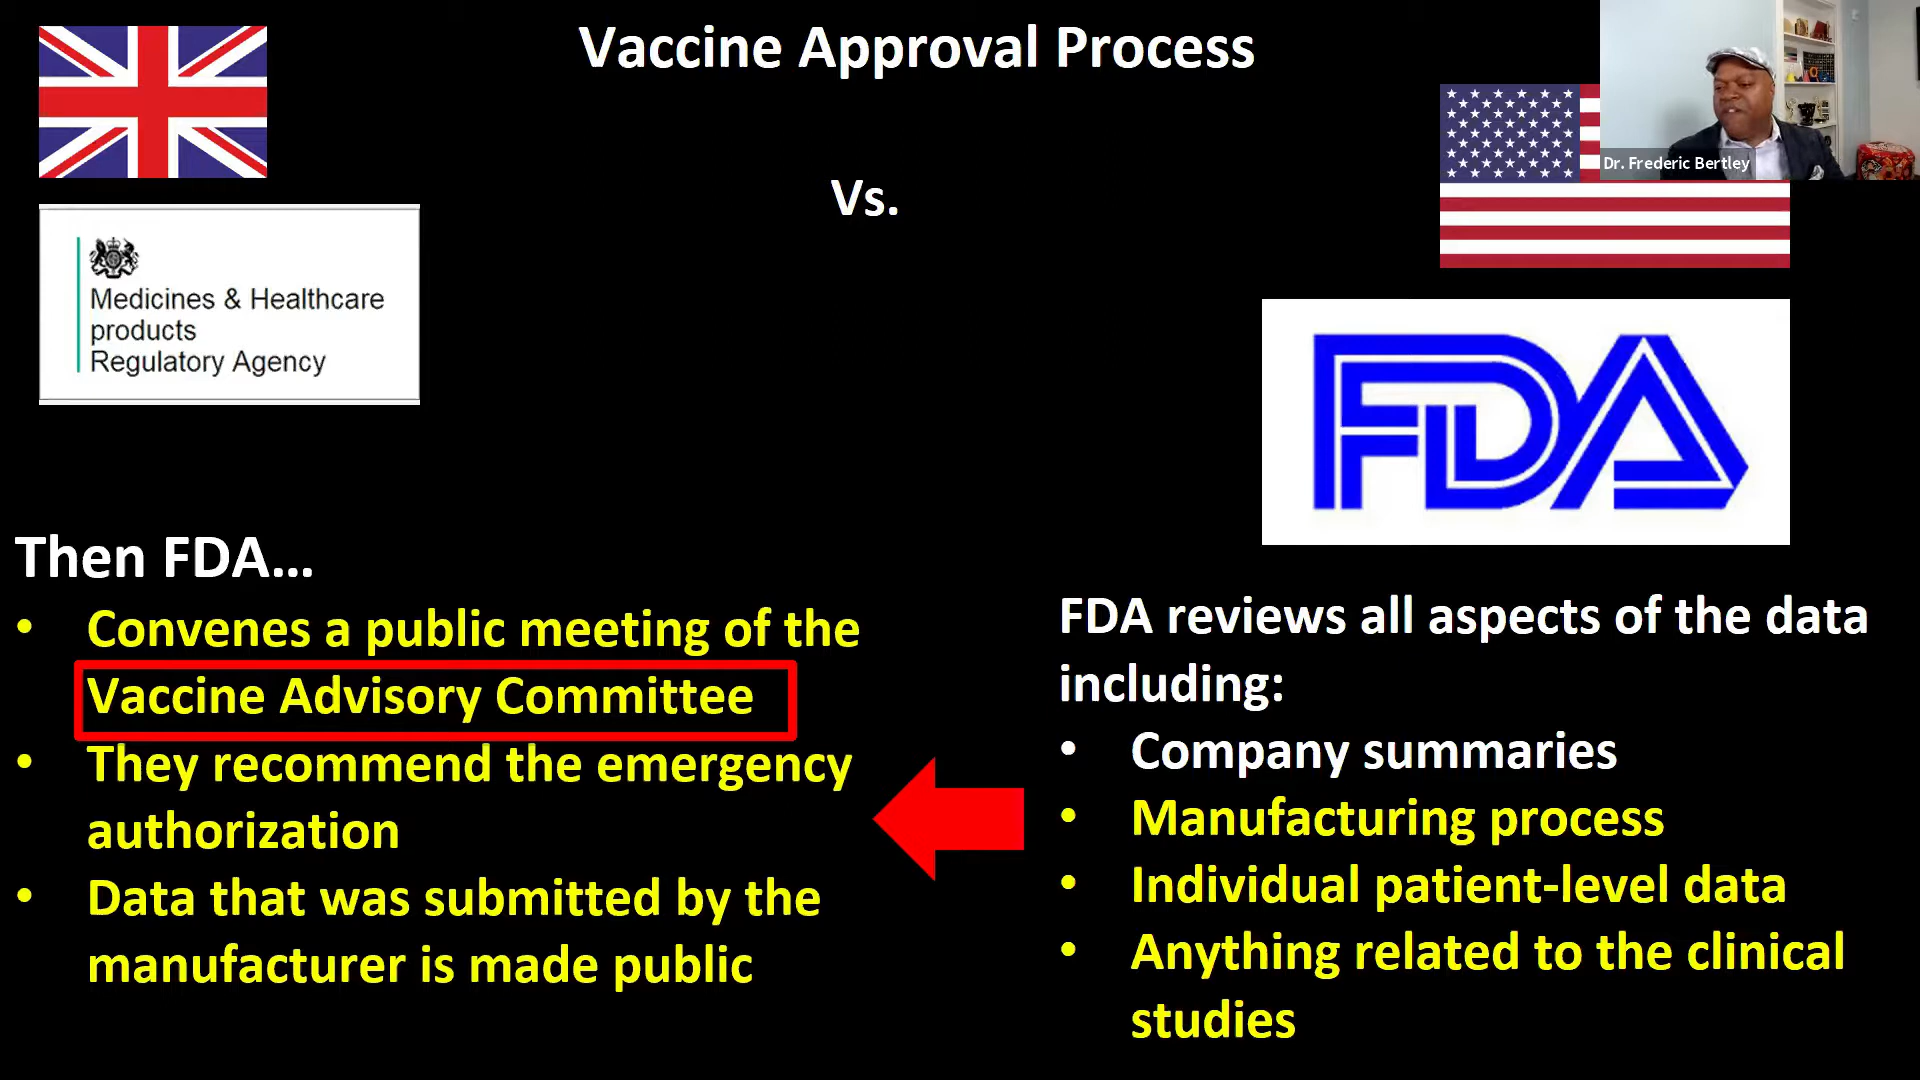 Vaccine Approval Process
Vs.
Dr. Frederic Bertley
Medicines & Healthcare
products
Regulatory Agency
FDA
Then FDA...
• Convenes a public meeting of the
Vaccine Advisory Committee
• They recommend the emergency
authorization
• Data that was submitted by the
manufacturer is made public
FDA reviews all aspects of the data
including:
• Company summaries
• Manufacturing process
• Individual patient-level data
• Anything related to the clinical
studies